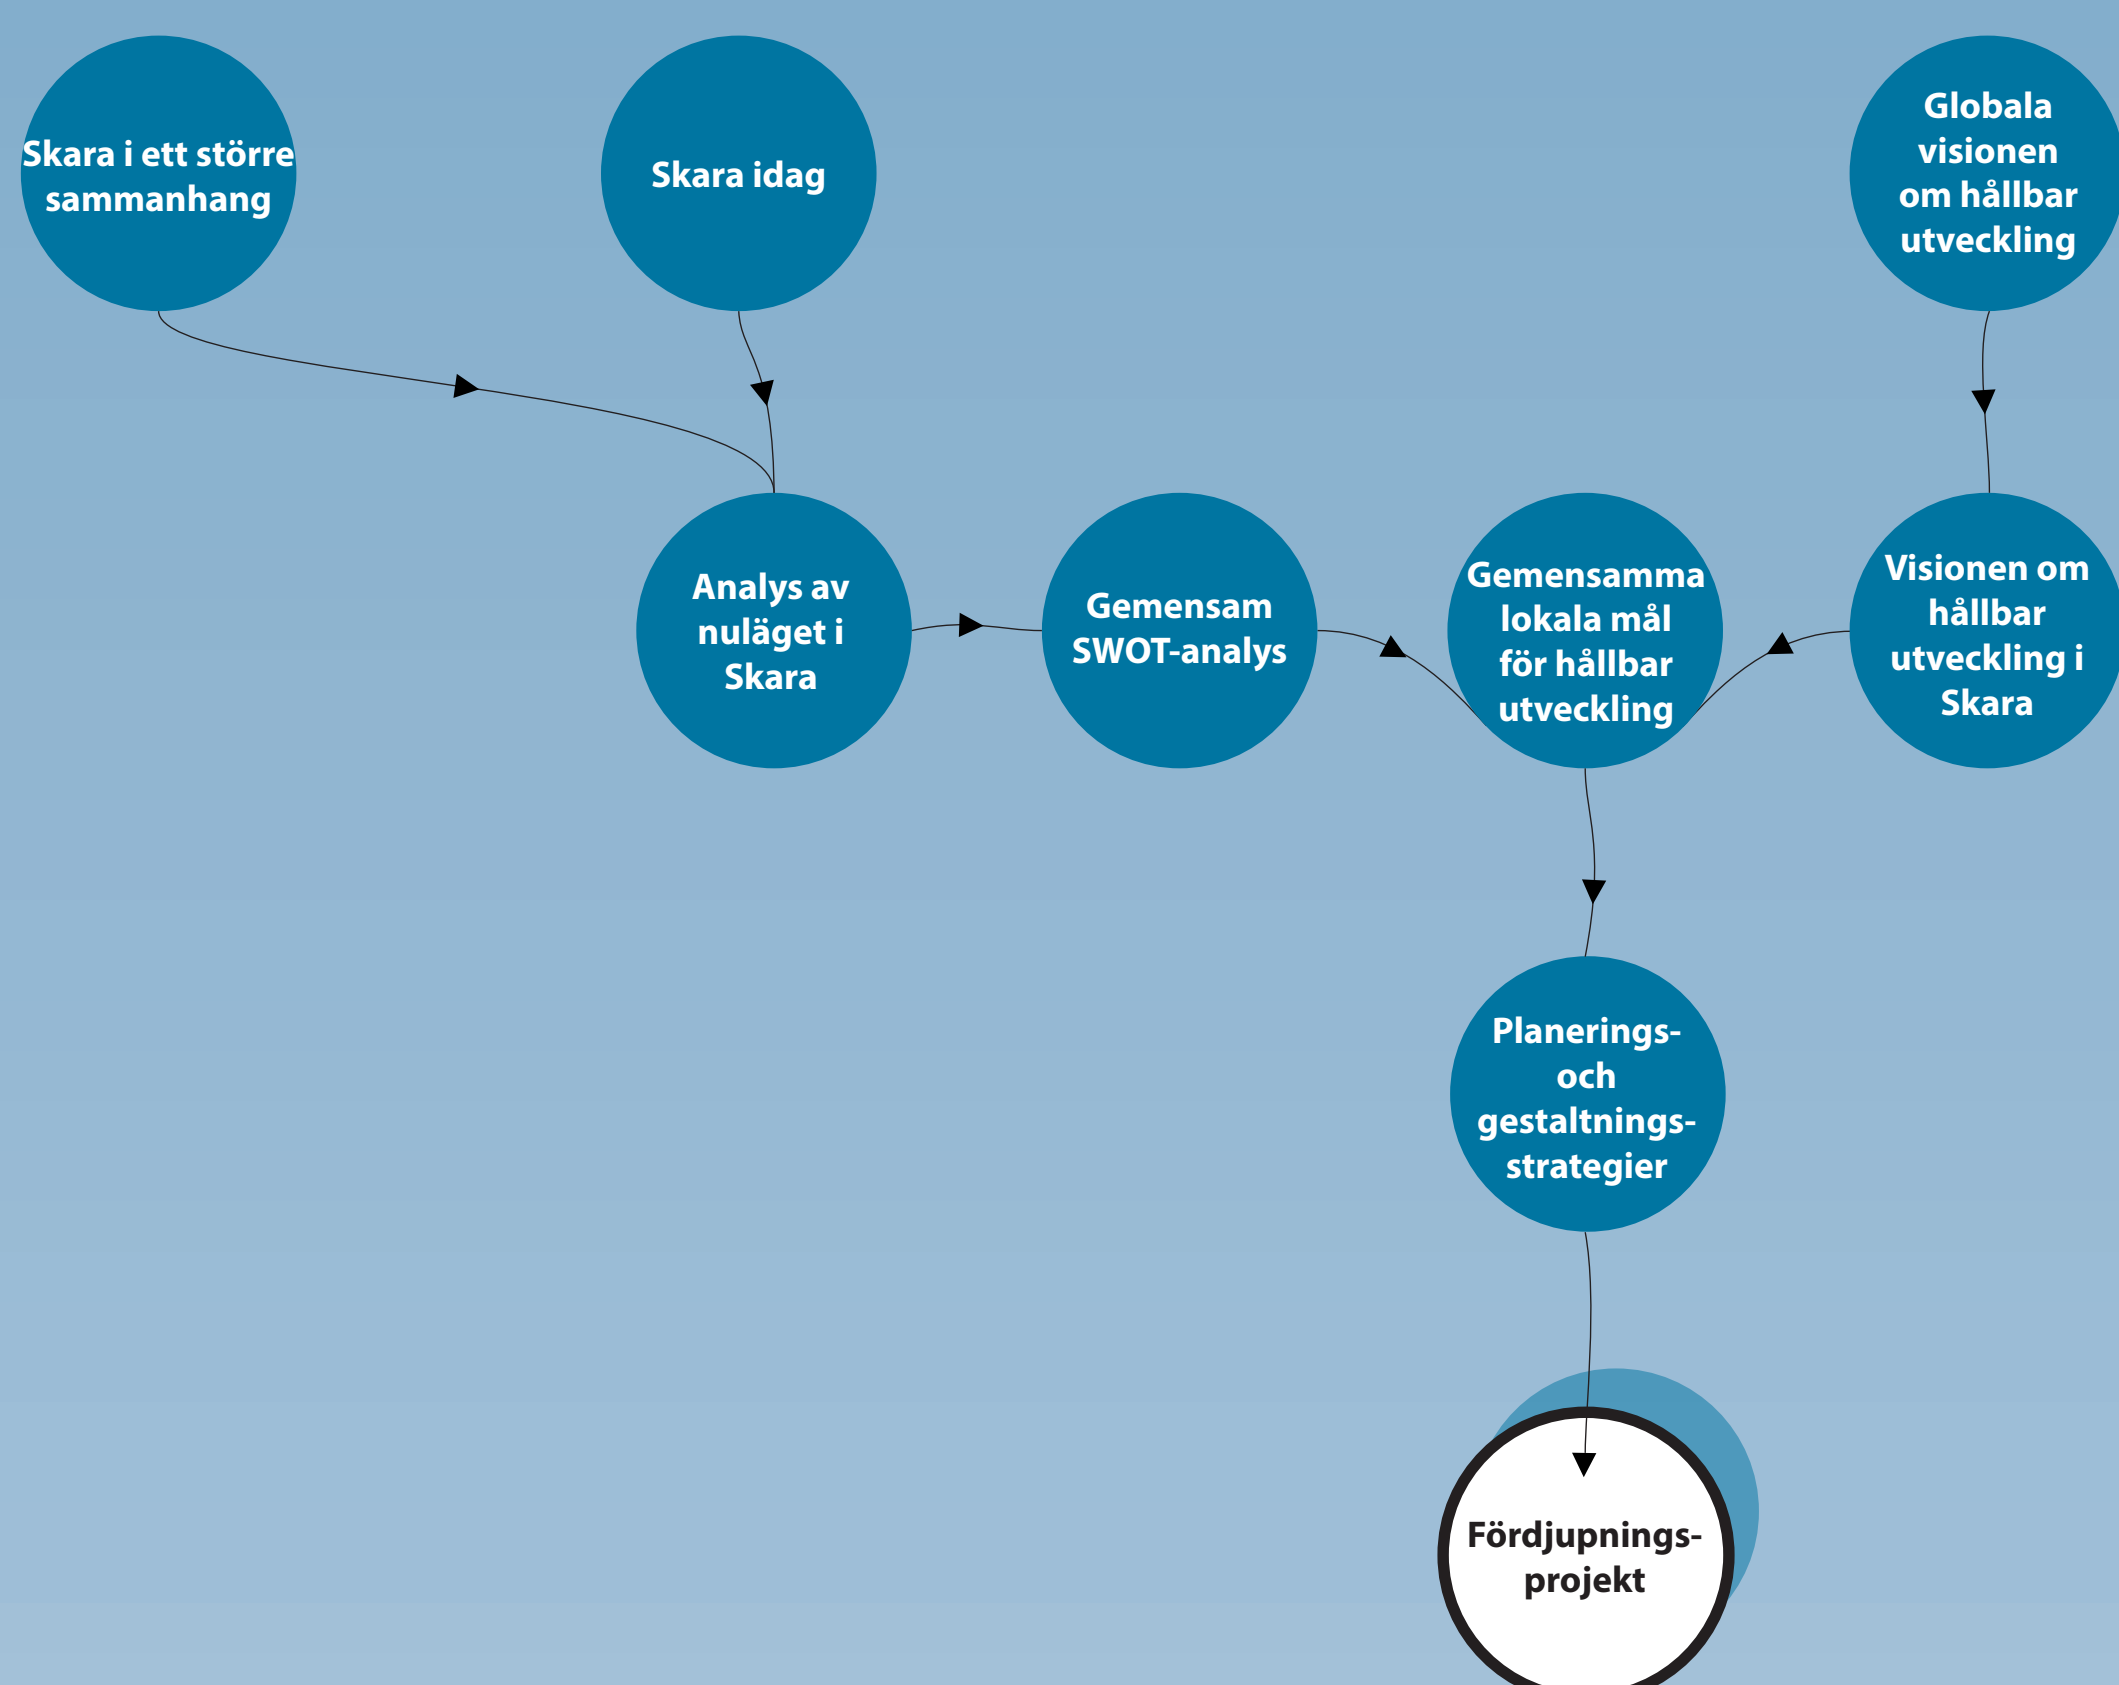 Skara i ett större
sammanhang
Skara idag
Globala
visionen
om hållbar
utveckling
Analys av
nuläget i
Skara
Gemensam
SWOT-analys
Gemensamma
lokala mål
för hållbar
utveckling
Visionen om
hållbar
utveckling i
Skara
Planerings-
och
gestaltnings-
strategier
Fördjupnings-
projekt